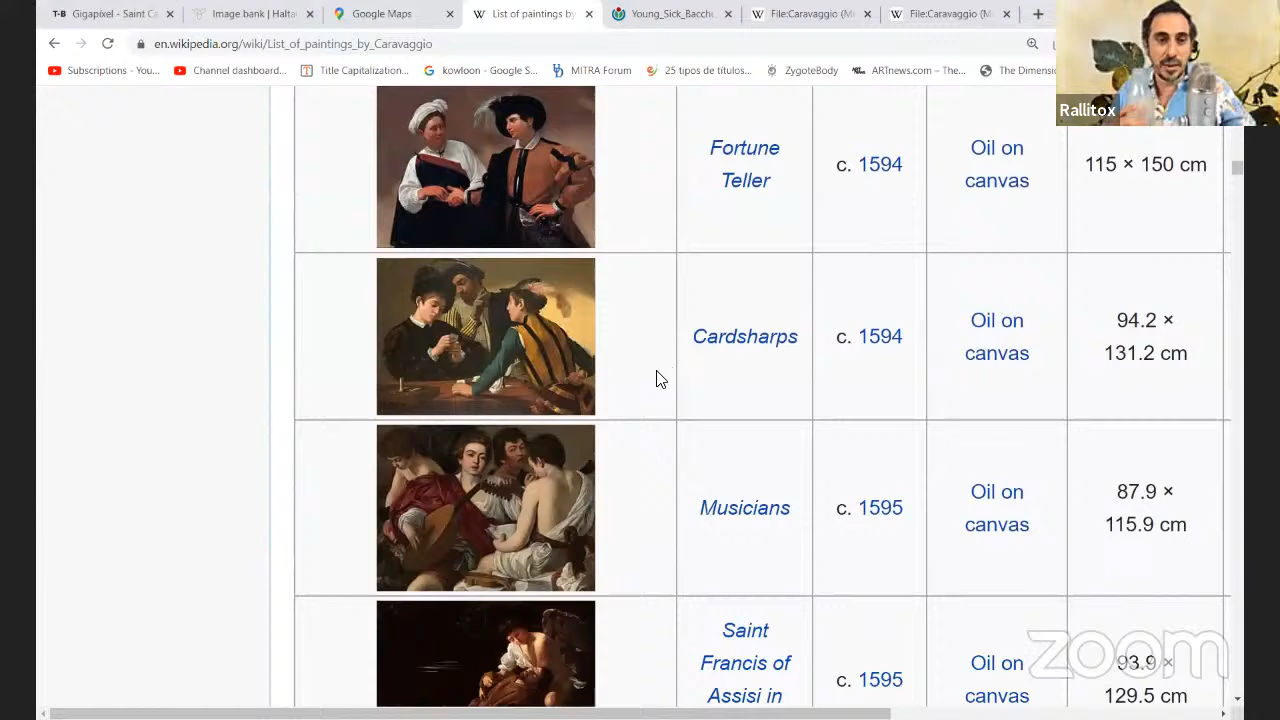 T-B Gigapíxel - Saint C
Image bank | Halta
Google Maps
W List of paintings by
Young_Sick_Bacchu
W File:Caravaggio (M
W File:Caravaggio (M
en.wikipedia.org/wiki/List_of_paintings_by_Caravaggio
Subscriptions - You...
Channel dashboard...
Title Capitalization...
kowloon - Google S...
MITRA Forum
25 tipos de títulos...
ZygoteBody
ARTnews.com – The...
The Dimension
Rallitox
Fortune
Teller
c. 1594
Oil on
canvas
115 × 150 cm
Cardsharps
c. 1594
Oil on
canvas
94.2 ×
131.2 cm
Musicians
c. 1595
Oil on
canvas
87.9 ×
115.9 cm
Saint
Francis of
Assisi in
c. 1595
Oil on
canvas
93.9 ×
129.5 cm
zoom